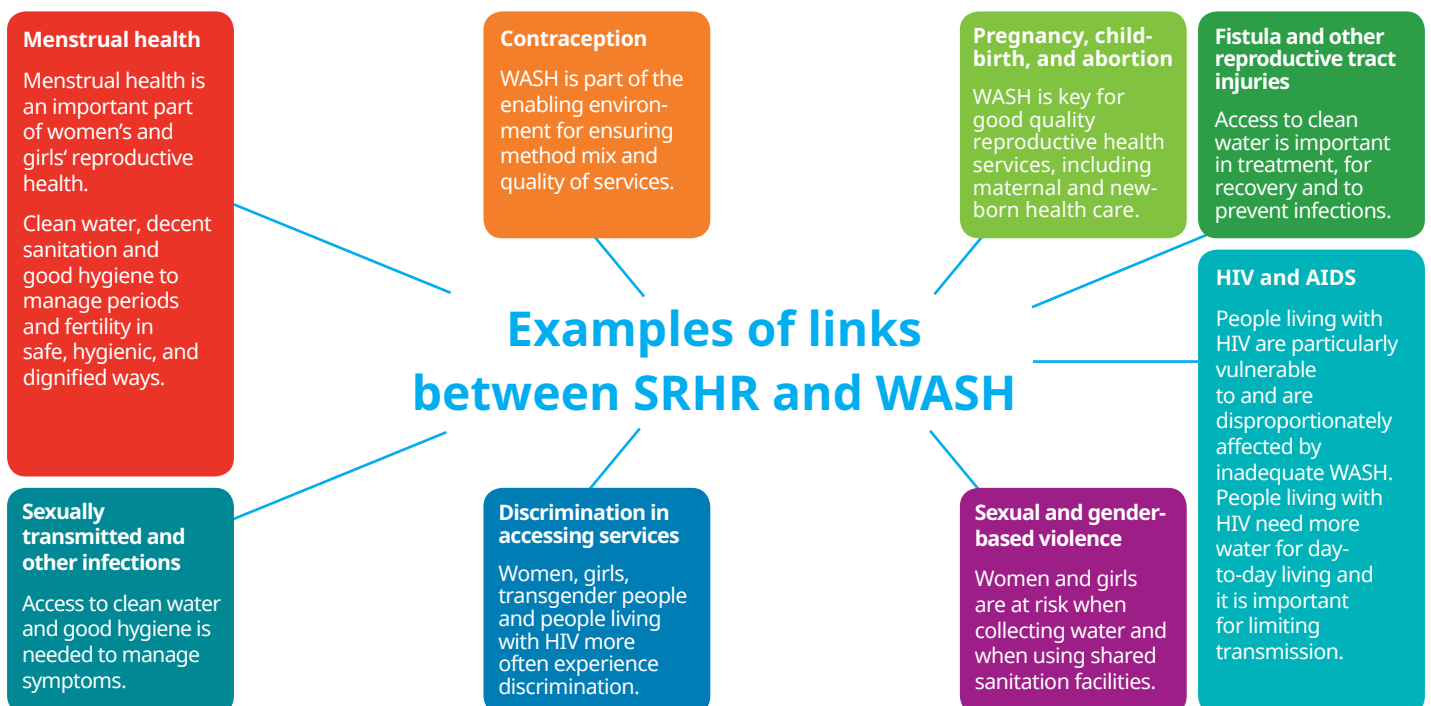 Menstrual health
Menstrual health is
an important part
of women's and
girls‘ reproductive
health.
Clean water, decent
sanitation and
good hygiene to
manage periods
and fertility in
safe, hygienic, and
dignified ways.
Contraception
WASH is part of the
enabling environ-
ment for ensuring
method mix and
quality of services.
Pregnancy, child-
birth, and abortion
WASH is key for
good quality
reproductive health
services, including
maternal and new-
born health care.
Fistula and other
reproductive tract
injuries
Access to clean
water is important
in treatment, for
recovery and to
prevent infections.
Examples of links
between SRHR and WASH
HIV and AIDS
People living with
HIV are particularly
vulnerable
to and are
disproportionately
affected by
inadequate WASH.
People living with
HIV need more
water for day-
to-day living and
it is important
for limiting
transmission.
Sexually
transmitted and
other infections
Access to clean water
and good hygiene is
needed to manage
symptoms.
Discrimination in
accessing services
Women, girls,
transgender people
and people living
with HIV more
often experience
discrimination.
Sexual and gender-
based violence
Women and girls
are at risk when
collecting water and
when using shared
sanitation facilities.